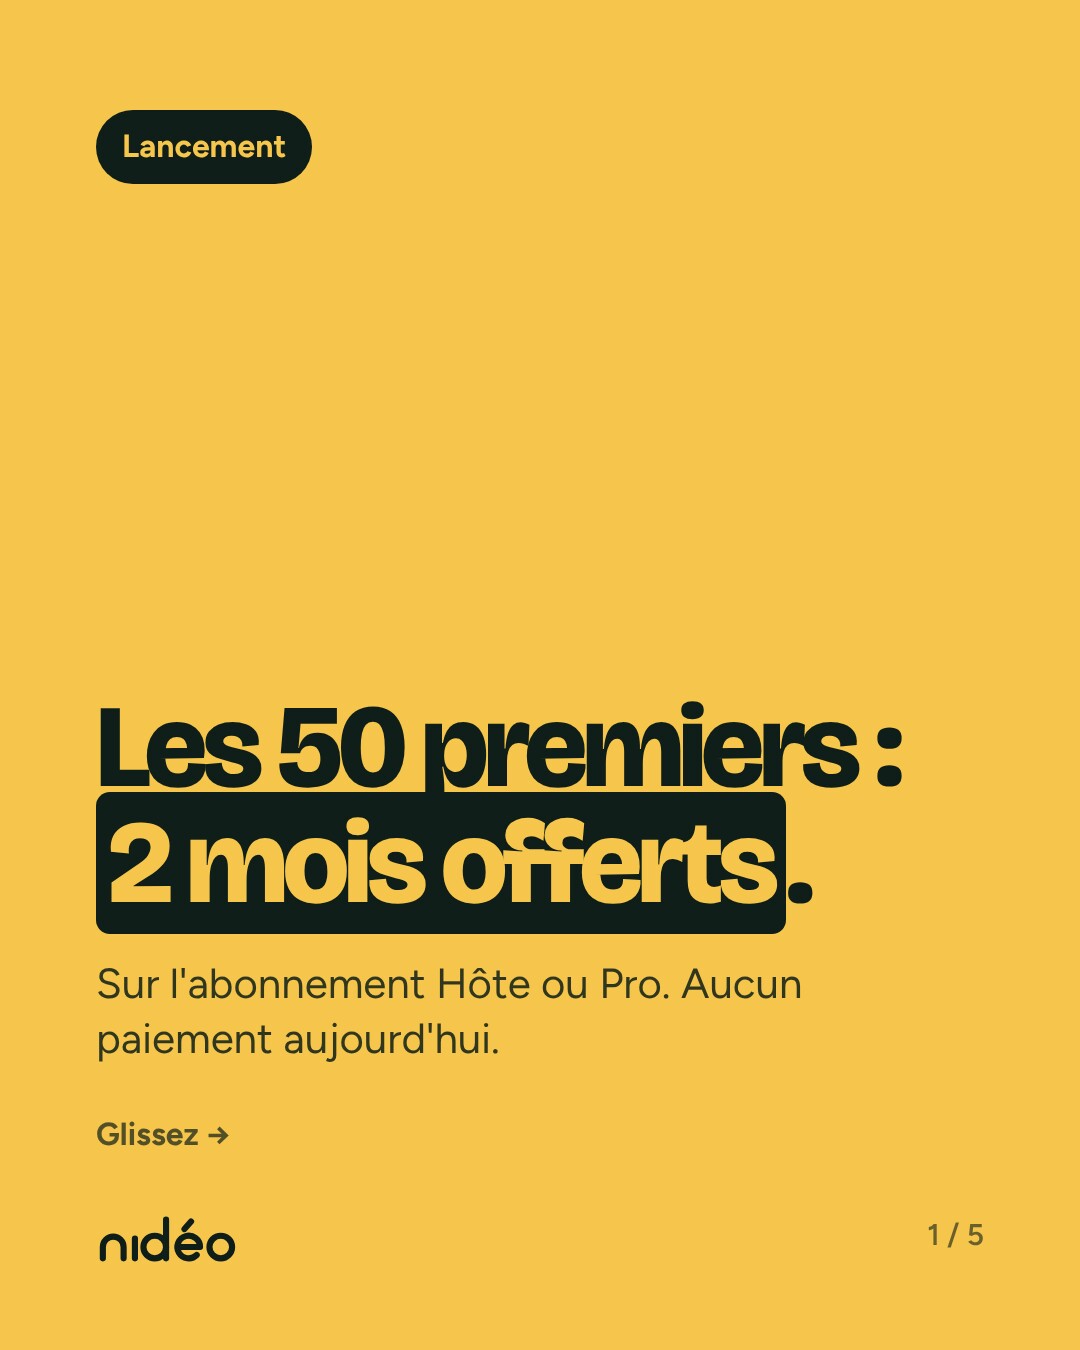 Lancement
Les 50 premiers :
2 mois offerts.
Sur l'abonnement Hôte ou Pro. Aucun
paiement aujourd'hui.
Glissez →
nidéo
1 / 5